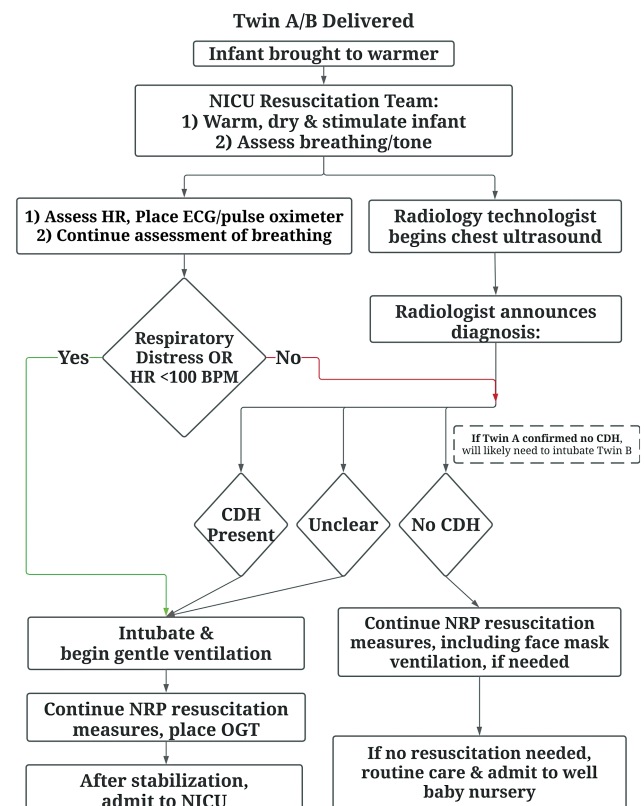 Twin A/B Delivered
Infant brought to warmer
NICU Resuscitation Team:
1) Warm, dry & stimulate infant
2) Assess breathing/tone
1) Assess HR, Place ECG/pulse oximeter
2) Continue assessment of breathing
Radiology technologist
begins chest ultrasound
Radiologist announces
diagnosis:
Respiratory
Distress OR
HR <100 BPM
Yes
No
If Twin A confirmed no CDH,
will likely need to intubate Twin B
CDH
Present
Unclear
No CDH
Intubate &
begin gentle ventilation
Continue NRP resuscitation
measures, including face mask
ventilation, if needed
Continue NRP resuscitation
measures, place OGT
If no resuscitation needed,
routine care & admit to well
baby nursery
After stabilization,
admit to NICU